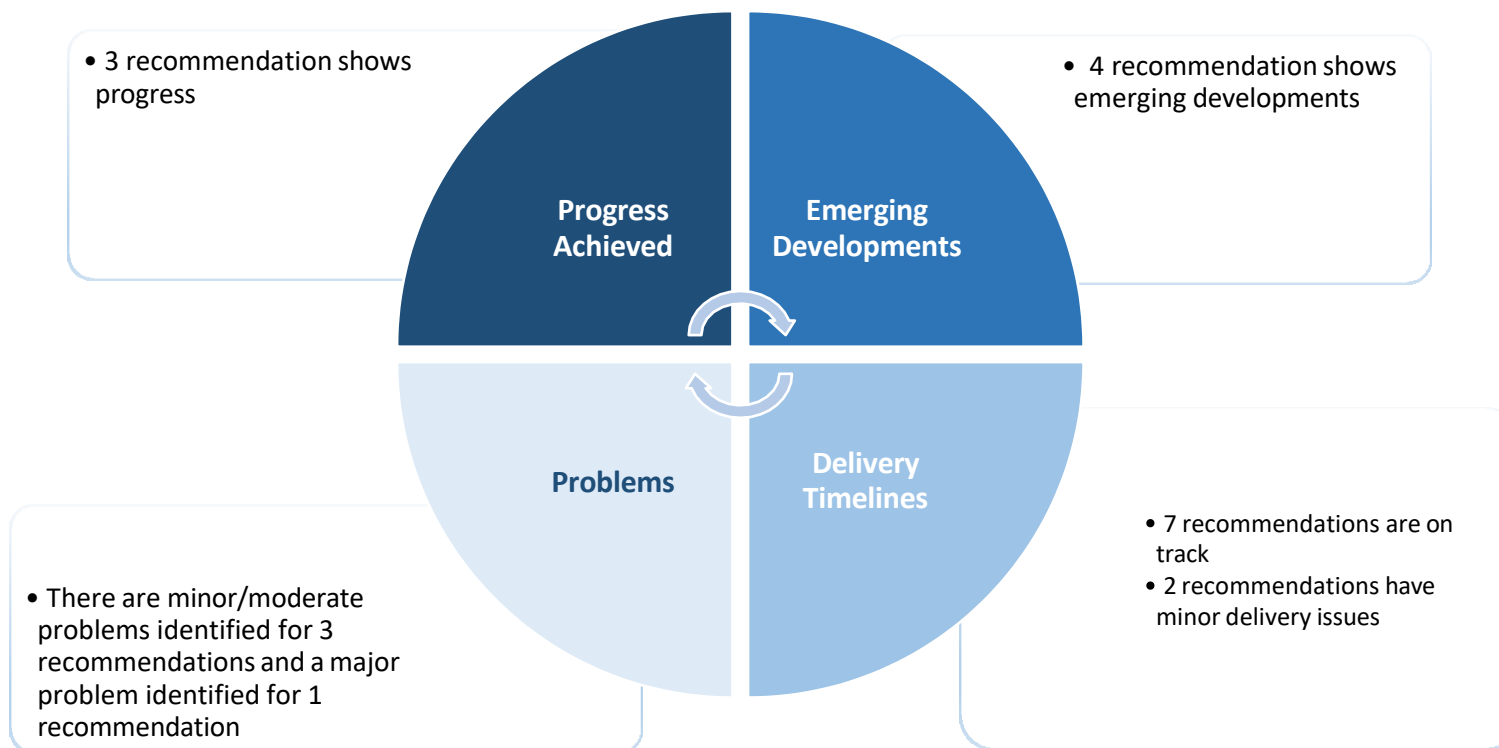 • 3 recommendation shows
progress
• 4 recommendation shows
emerging developments
Progress
Achieved
Emerging
Developments
Problems
Delivery
Timelines
• There are minor/moderate
problems identified for 3
recommendations and a major
problem identified for 1
recommendation
• 7 recommendations are on
track
• 2 recommendations have
minor delivery issues